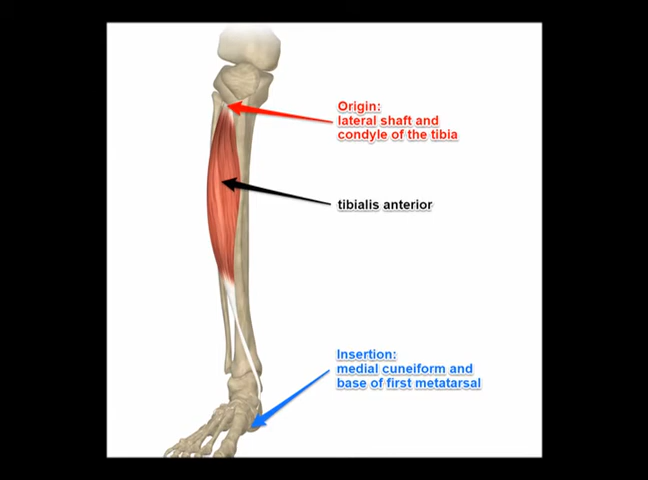 Origin:
lateral shaft and
condyle of the tibia
tibialis anterior
Insertion:
medial cuneiform and
base of first metatarsal